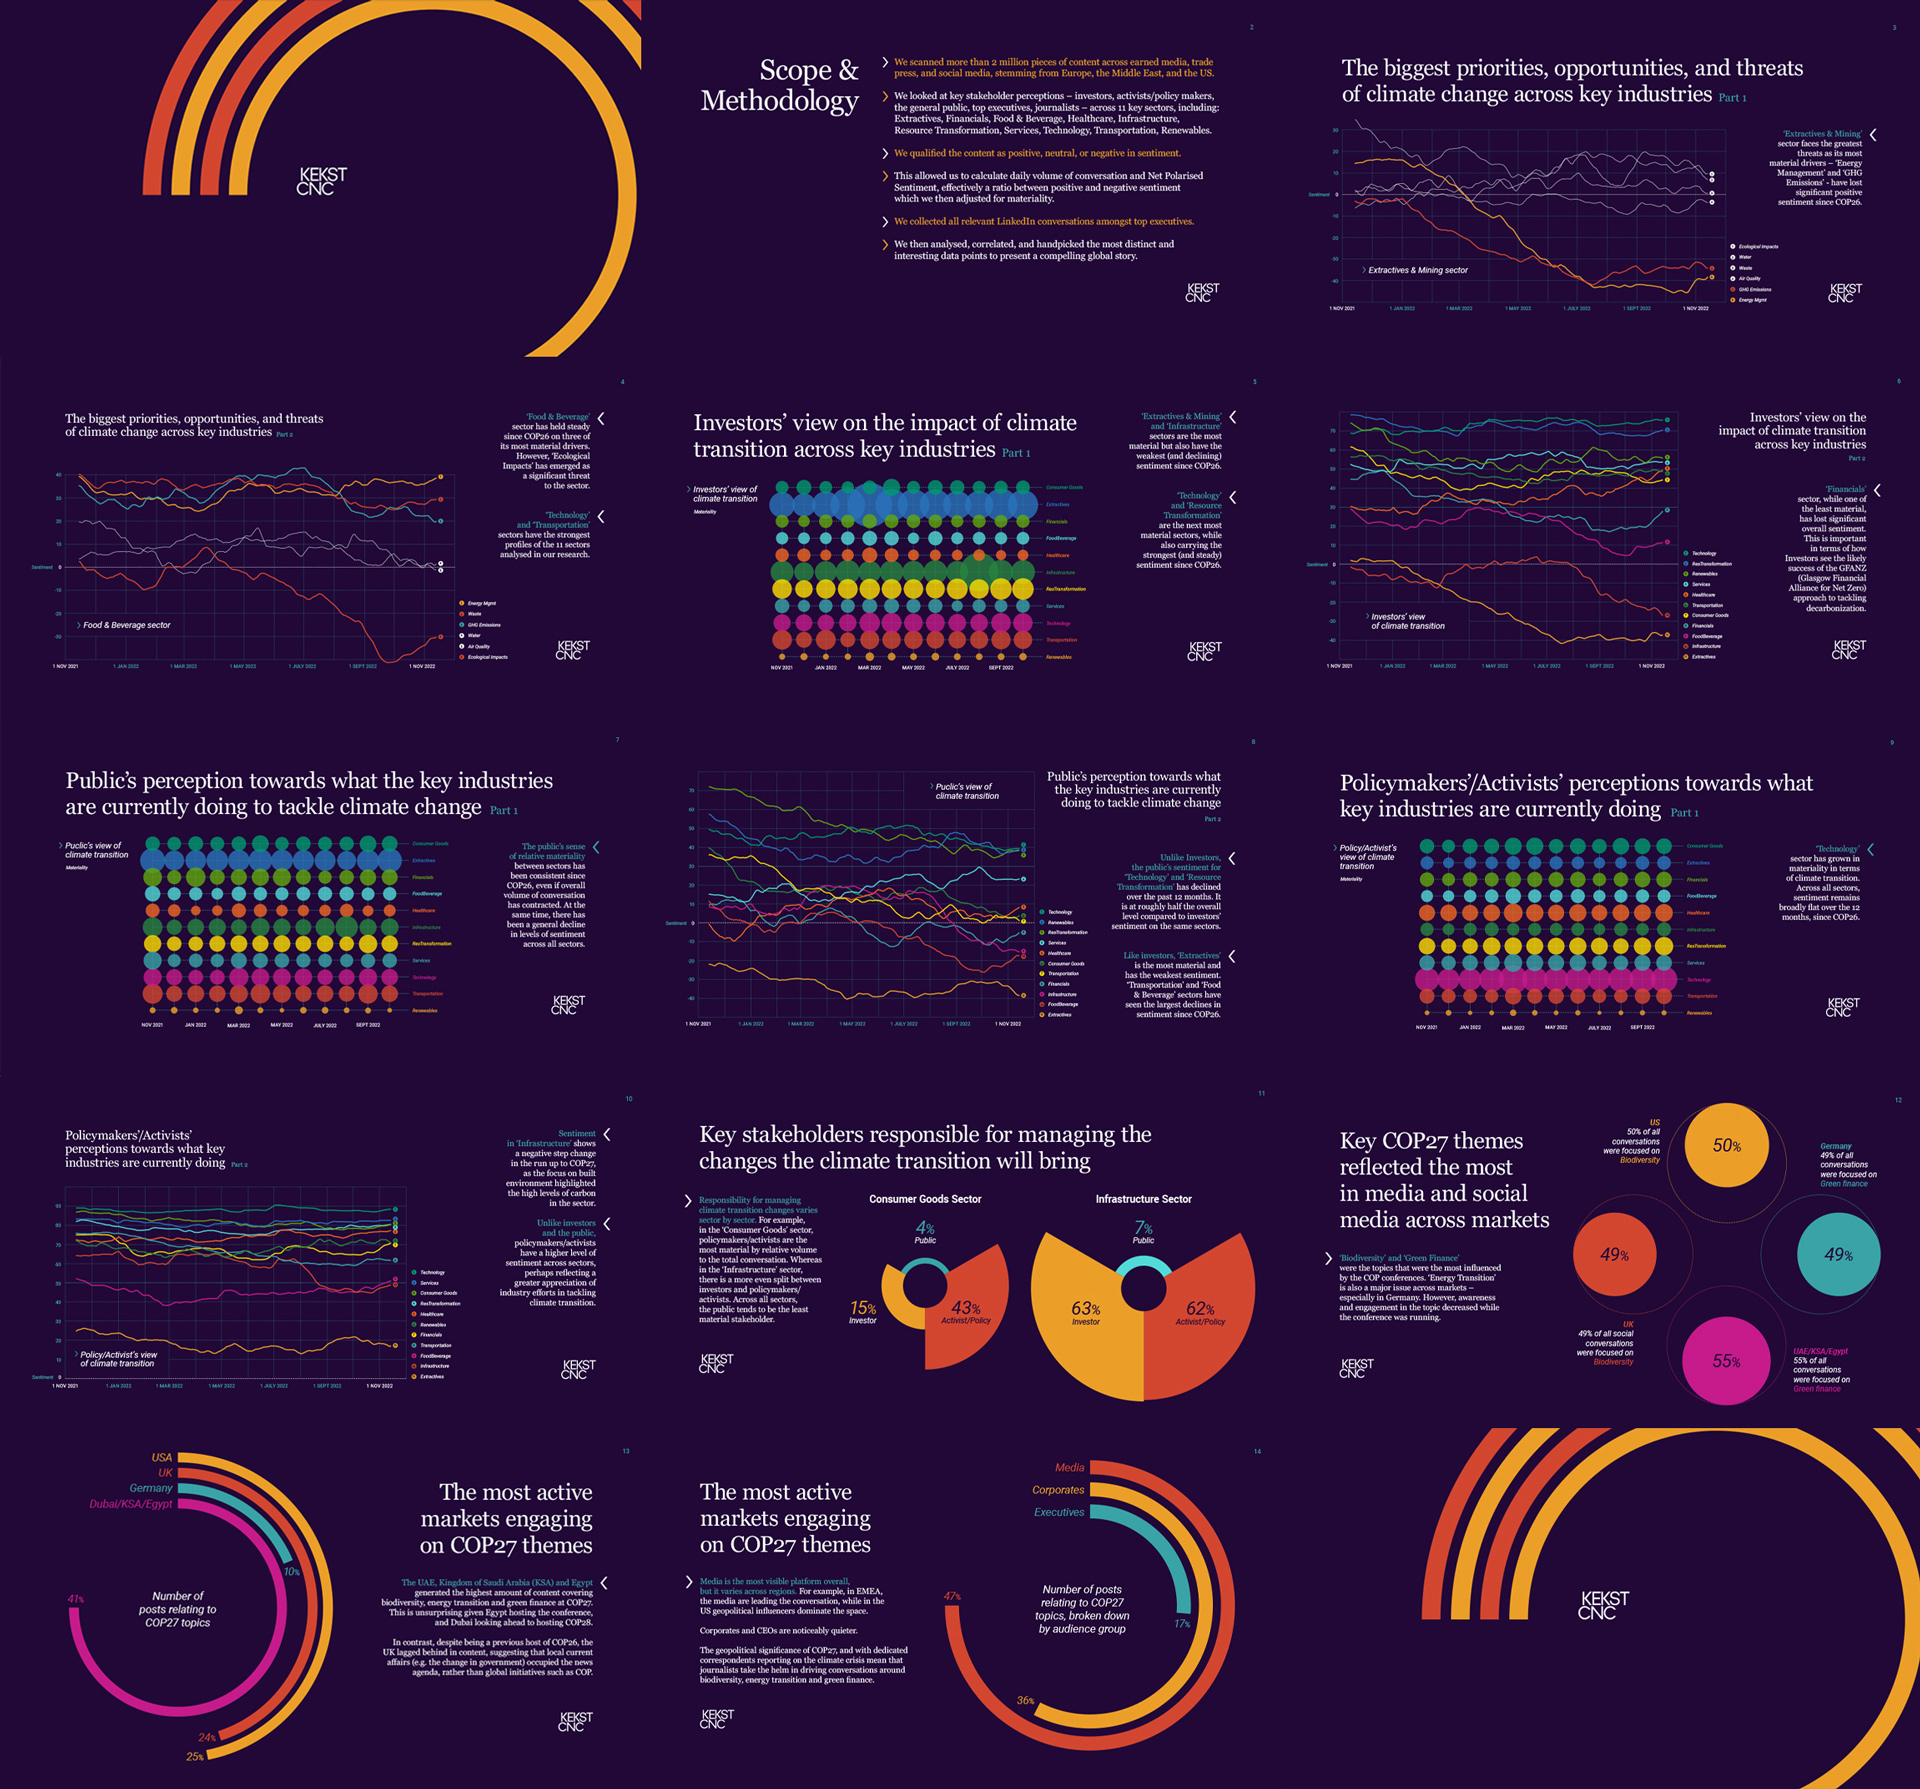 KEKST
CNC
2
Scope &
Methodology
We scanned more than 2 million pieces of content across earned media, trade
press, and social media, stemming from Europe, the Middle East, and the US.
We looked at key stakeholder perceptions – investors, activists/policy makers,
the general public, top executives, journalists – across 11 key sectors, including:
Extractives, Financials, Food & Beverage, Healthcare, Infrastructure,
Resource Transformation, Services, Technology, Transportation, Renewables.
We qualified the content as positive, neutral, or negative in sentiment.
This allowed us to calculate daily volume of conversation and Net Polarised
Sentiment, effectively a ratio between positive and negative sentiment
which we then adjusted for materiality.
We collected all relevant LinkedIn conversations amongst top executives.
We then analysed, correlated, and handpicked the most distinct and
interesting data points to present a compelling global story.
KEKST
CNC
3
The biggest priorities, opportunities, and threats
of climate change across key industries Part 1
'Extractives & Mining'
sector faces the greatest
threats as its most
material drivers – 'Energy
Management' and 'GHG
Emissions' - have lost
significant positive
sentiment since COP26.
30
20
10
Sentiment 0
-10
-20
-30
-40
Extractives & Mining sector
Ecological Impacts
Water
Waste
Air Quality
GHG Emissions
Energy Mgmt
1 NOV 2021
1 JAN 2022
1 MAR 2022
1 MAY 2022
1 JULY 2022
1 SEPT 2022
1 NOV 2022
KEKST
CNC
4
The biggest priorities, opportunities, and threats
of climate change across key industries Part 2
'Food & Beverage'
sector has held steady
since COP26 on three of
its most material drivers.
However, 'Ecological
Impacts' has emerged as
a significant threat
to the sector.
'Technology'
and 'Transportation'
sectors have the strongest
profiles of the 11 sectors
analysed in our research.
40
30
20
10
Sentiment 0
-10
-20
-30
Food & Beverage sector
Energy Mgmt
Waste
GHG Emissions
Water
Air Quality
Ecological Impacts
1 NOV 2021
1 JAN 2022
1 MAR 2022
1 MAY 2022
1 JULY 2022
1 SEPT 2022
1 NOV 2022
KEKST
CNC
5
Investors' view on the impact of climate
transition across key industries Part 1
Investors' view of
climate transition
Materiality
Consumer Goods
Extractives
Financials
FoodBeverage
Healthcare
Infrastructure
ResTransformation
Services
Technology
Transportation
Renewables
NOV 2021
JAN 2022
MAR 2022
MAY 2022
JULY 2022
SEPT 2022
'Extractives & Mining'
and 'Infrastructure'
sectors are the most
material but also have the
weakest (and declining)
sentiment since COP26.
'Technology'
and 'Resource
Transformation'
are the next most
material sectors, while
also carrying the
strongest (and steady)
sentiment since COP26.
KEKST
CNC
6
Investors' view on the
impact of climate transition
across key industries
Part 2
'Financials'
sector, while one of
the least material,
has lost significant
overall sentiment.
This is important
in terms of how
Investors see the likely
success of the GFANZ
(Glasgow Financial
Alliance for Net Zero)
approach to tackling
decarbonization.
70
60
50
40
30
20
10
Sentiment 0
-10
-20
-30
-40
Investors' view
of climate transition
Technology
ResTransformation
Renewables
Services
Healthcare
Transportation
Consumer Goods
Financials
FoodBeverage
Infrastructure
Extractives
1 NOV 2021
1 JAN 2022
1 MAR 2022
1 MAY 2022
1 JULY 2022
1 SEPT 2022
1 NOV 2022
KEKST
CNC
7
Public's perception towards what the key industries
are currently doing to tackle climate change Part 1
Puclic's view of
climate transition
Materiality
Consumer Goods
Extractives
Financials
FoodBeverage
Healthcare
Infrastructure
ResTransformation
Services
Technology
Transportation
Renewables
NOV 2021
JAN 2022
MAR 2022
MAY 2022
JULY 2022
SEPT 2022
The public's sense
of relative materiality
between sectors has
been consistent since
COP26, even if overall
volume of conversation
has contracted. At the
same time, there has
been a general decline
in levels of sentiment
across all sectors.
KEKST
CNC
8
Puclic's view of
climate transition
Public's perception towards what
the key industries are currently
doing to tackle climate change
Part 2
Unlike Investors,
the public's sentiment for
'Technology' and 'Resource
Transformation' has declined
over the past 12 months. It
is at roughly half the overall
level compared to investors'
sentiment on the same sectors.
Like investors, 'Extractives'
is the most material and
has the weakest sentiment.
'Transportation' and 'Food
& Beverage' sectors have
seen the largest declines in
sentiment since COP26.
70
60
50
40
30
20
10
Sentiment 0
-10
-20
-30
-40
Technology
Renewables
ResTransformation
Services
Healthcare
Consumer Goods
Transportation
Financials
Infrastructure
FoodBeverage
Extractives
1 NOV 2021
1 JAN 2022
1 MAR 2022
1 MAY 2022
1 JULY 2022
1 SEPT 2022
1 NOV 2022
9
Policymakers'/Activists' perceptions towards what
key industries are currently doing Part 1
Policy/Activist's
view of climate
transition
Materiality
Consumer Goods
Extractives
Financials
FoodBeverage
Healthcare
Infrastructure
ResTransformation
Services
Technology
Transportation
Renewables
NOV 2021
JAN 2022
MAR 2022
MAY 2022
JULY 2022
SEPT 2022
'Technology'
sector has grown in
materiality in terms
of climate transition.
Across all sectors,
sentiment remains
broadly flat over the 12
months, since COP26.
KEKST
CNC
10
Policymakers'/Activists'
perceptions towards what key
industries are currently doing Part 2
Sentiment
in 'Infrastructure' shows
a negative step change
in the run up to COP27,
as the focus on built
environment highlighted
the high levels of carbon
in the sector.
Unlike investors
and the public,
policymakers/activists
have a higher level of
sentiment across sectors,
perhaps reflecting a
greater appreciation of
industry efforts in tackling
climate transition.
90
80
70
60
50
40
30
20
10
Sentiment 0
Policy/Activist's view
of climate transition
Technology
Services
Consumer Goods
ResTransformation
Healthcare
Renewables
Financials
Transportation
FoodBeverage
Infrastructure
Extractives
1 NOV 2021
1 JAN 2022
1 MAR 2022
1 MAY 2022
1 JULY 2022
1 SEPT 2022
1 NOV 2022
KEKST
CNC
11
Key stakeholders responsible for managing the
changes the climate transition will bring
Responsibility for managing
climate transition changes varies
sector by sector. For example,
in the 'Consumer Goods' sector,
policymakers/activists are the
most material by relative volume
to the total conversation. Whereas
in the 'Infrastructure' sector,
there is a more even split between
investors and policymakers/
activists. Across all sectors,
the public tends to be the least
material stakeholder.
Consumer Goods Sector
4%
Public
15%
Investor
43%
Activist/Policy
Infrastructure Sector
7%
Public
63%
Investor
62%
Activist/Policy
KEKST
CNC
12
Key COP27 themes
reflected the most
in media and social
media across markets
'Biodiversity' and 'Green Finance'
were the topics that were the most influenced
by the COP conferences. 'Energy Transition'
is also a major issue across markets –
especially in Germany. However, awareness
and engagement in the topic decreased while
the conference was running.
US
50% of all
conversations
were focused on
Biodiversity
50%
Germany
49% of all
conversations
were focused on
Green finance
49%
49%
UK
49% of all social
conversations
were focused on
Biodiversity
55%
UAE/KSA/Egypt
55% of all
conversations
were focused on
Green finance
KEKST
CNC
13
USA
UK
Germany
Dubai/KSA/Egypt
10%
41%
24%
25%
Number of
posts relating to
COP27 topics
The most active
markets engaging
on COP27 themes
The UAE, Kingdom of Saudi Arabia (KSA) and Egypt
generated the highest amount of content covering
biodiversity, energy transition and green finance at COP27.
This is unsurprising given Egypt hosting the conference,
and Dubai looking ahead to hosting COP28.
In contrast, despite being a previous host of COP26, the
UK lagged behind in content, suggesting that local current
affairs (e.g. the change in government) occupied the news
agenda, rather than global initiatives such as COP.
KEKST
CNC
14
The most active
markets engaging
on COP27 themes
Media is the most visible platform overall,
but it varies across regions. For example, in EMEA,
the media are leading the conversation, while in the
US geopolitical influencers dominate the space.
Corporates and CEOs are noticeably quieter.
The geopolitical significance of COP27, and with dedicated
correspondents reporting on the climate crisis mean that
journalists take the helm in driving conversations around
biodiversity, energy transition and green finance.
KEKST
CNC
Media
Corporates
Executives
47%
17%
36%
Number of posts
relating to COP27
topics, broken down
by audience group
KEKST
CNC